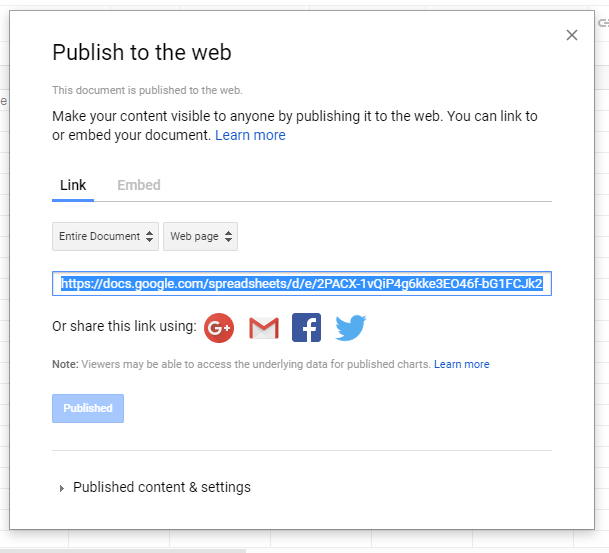 Publish to the web
This document is published to the web.
Make your content visible to anyone by publishing it to the web. You can link to
or embed your document. Learn more
Link Embed
Entire Document Web page
https://docs.google.com/spreadsheets/d/e/2PACX-1vQiP4g6kke3EO46f-bG1FCJk2
Or share this link using: G+ M f
Note: Viewers may be able to access the underlying data for published charts. Learn more
Published
Published content & settings